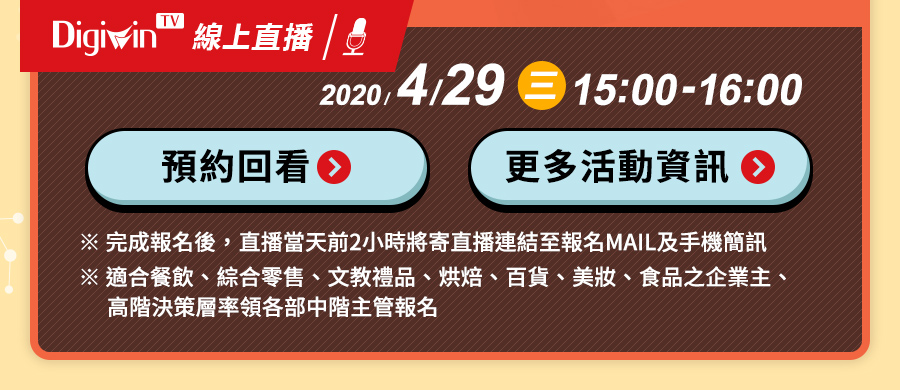 Digiwin TV 線上直播
2020/ 4/29 三 15:00-16:00
預約回看
更多活動資訊
※ 完成報名後，直播當天前2小時將寄直播連結至報名MAIL及手機簡訊
※ 適合餐飲、綜合零售、文教禮品、烘焙、百貨、美妝、食品之企業主、
高階決策層率領各部中階主管報名